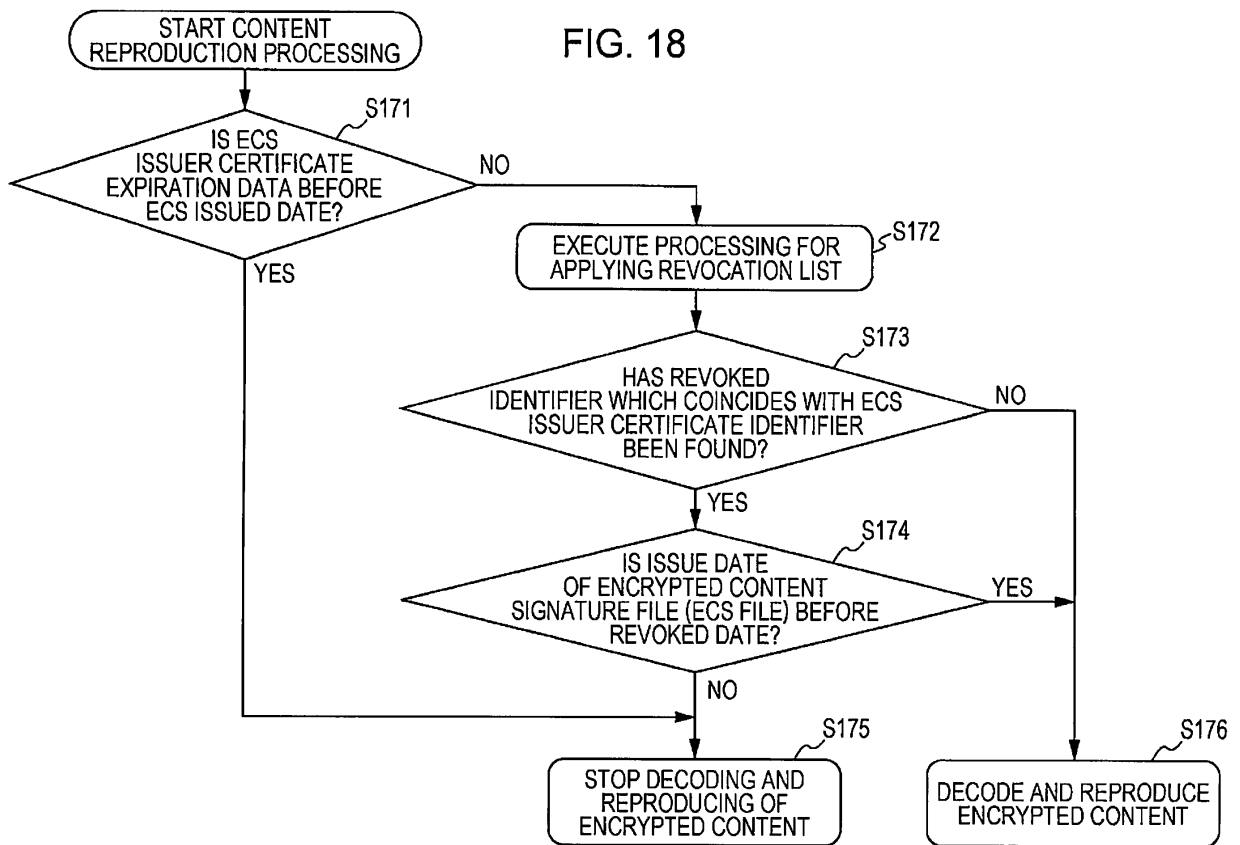 START CONTENT
REPRODUCTION PROCESSING
FIG. 18
S171
IS ECS
ISSUER CERTIFICATE
EXPIRATION DATA BEFORE
ECS ISSUED DATE?
NO
YES
S172
EXECUTE PROCESSING FOR
APPLYING REVOCATION LIST
S173
HAS REVOKED
IDENTIFIER WHICH COINCIDES WITH ECS
ISSUER CERTIFICATE IDENTIFIER
BEEN FOUND?
NO
YES
S174
IS ISSUE DATE
OF ENCRYPTED CONTENT
SIGNATURE FILE (ECS FILE) BEFORE
REVOKED DATE?
YES
NO
S175
STOP DECODING AND
REPRODUCING OF
ENCRYPTED CONTENT
S176
DECODE AND REPRODUCE
ENCRYPTED CONTENT